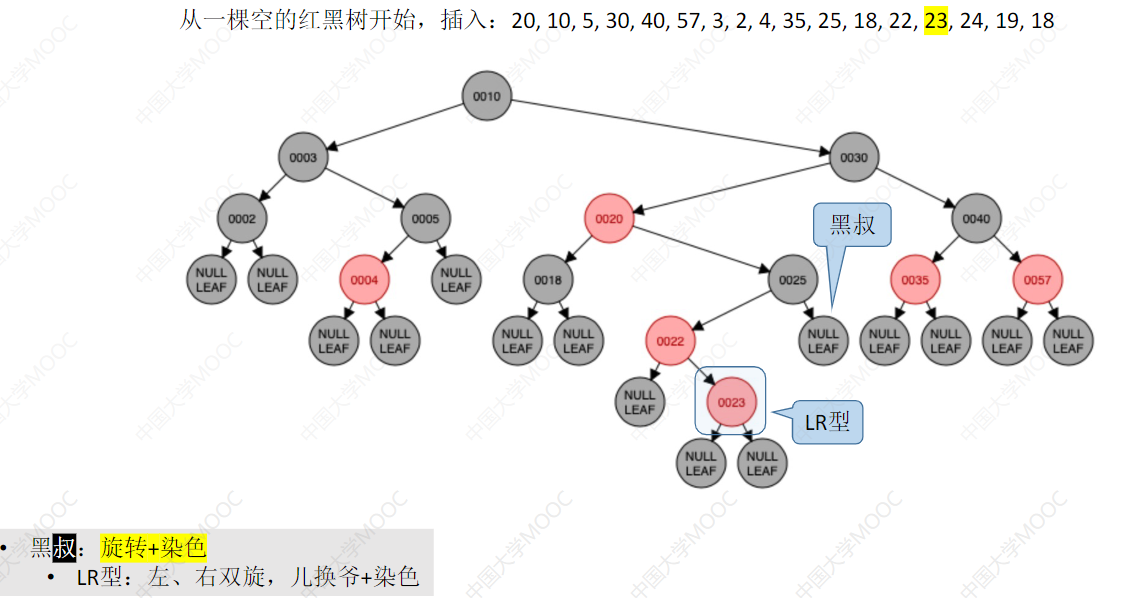 从一棵空的红黑树开始，插入：20, 10, 5, 30, 40, 57, 3, 2, 4, 35, 25, 18, 22, 23, 24, 19, 18
0010
0003
0030
0002
0005
0020
0040
黑叔
NULL
LEAF
NULL
LEAF
0004
NULL
LEAF
0018
0025
0035
0057
NULL
LEAF
NULL
LEAF
NULL
LEAF
NULL
LEAF
0022
NULL
LEAF
NULL
LEAF
NULL
LEAF
NULL
LEAF
NULL
LEAF
NULL
LEAF
0023
LR型
NULL
LEAF
NULL
LEAF
• 黑叔：旋转+染色
• LR型：左、右双旋，儿换爷+染色
中国大学MOOC